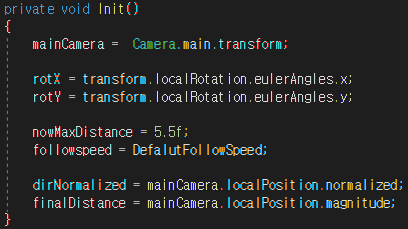 private void Init()
{
mainCamera =  Camera.main.transform;
rotX = transform.localRotation.eulerAngles.x;
rotY = transform.localRotation.eulerAngles.y;
nowMaxDistance = 5.5f;
followspeed = DefalutFollowSpeed;
dirNormalized = mainCamera.localPosition.normalized;
finalDistance = mainCamera.localPosition.magnitude;
}